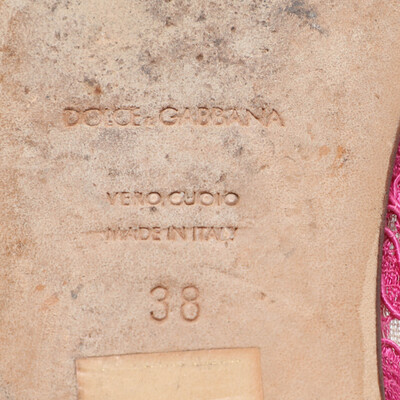 DOLCE & GABBANA
VERO CUOIO
MADE IN ITALY
38